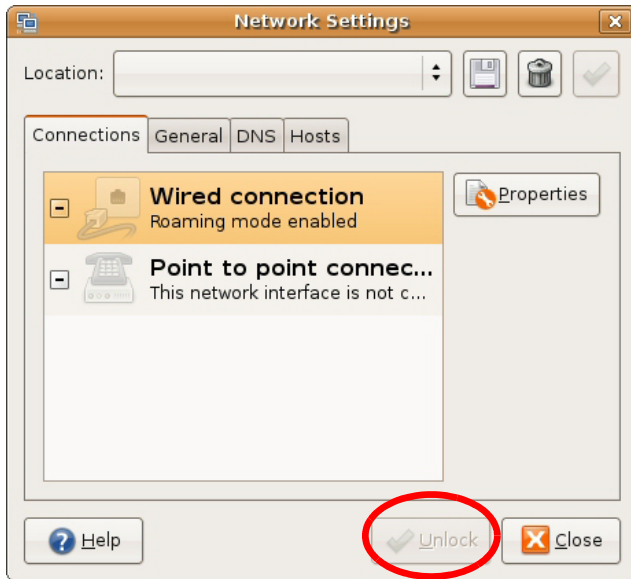 Network Settings
Location:
Connections General DNS Hosts
Wired connection
Roaming mode enabled
Properties
Point to point connec...
This network interface is not c...
Help Unlock Close